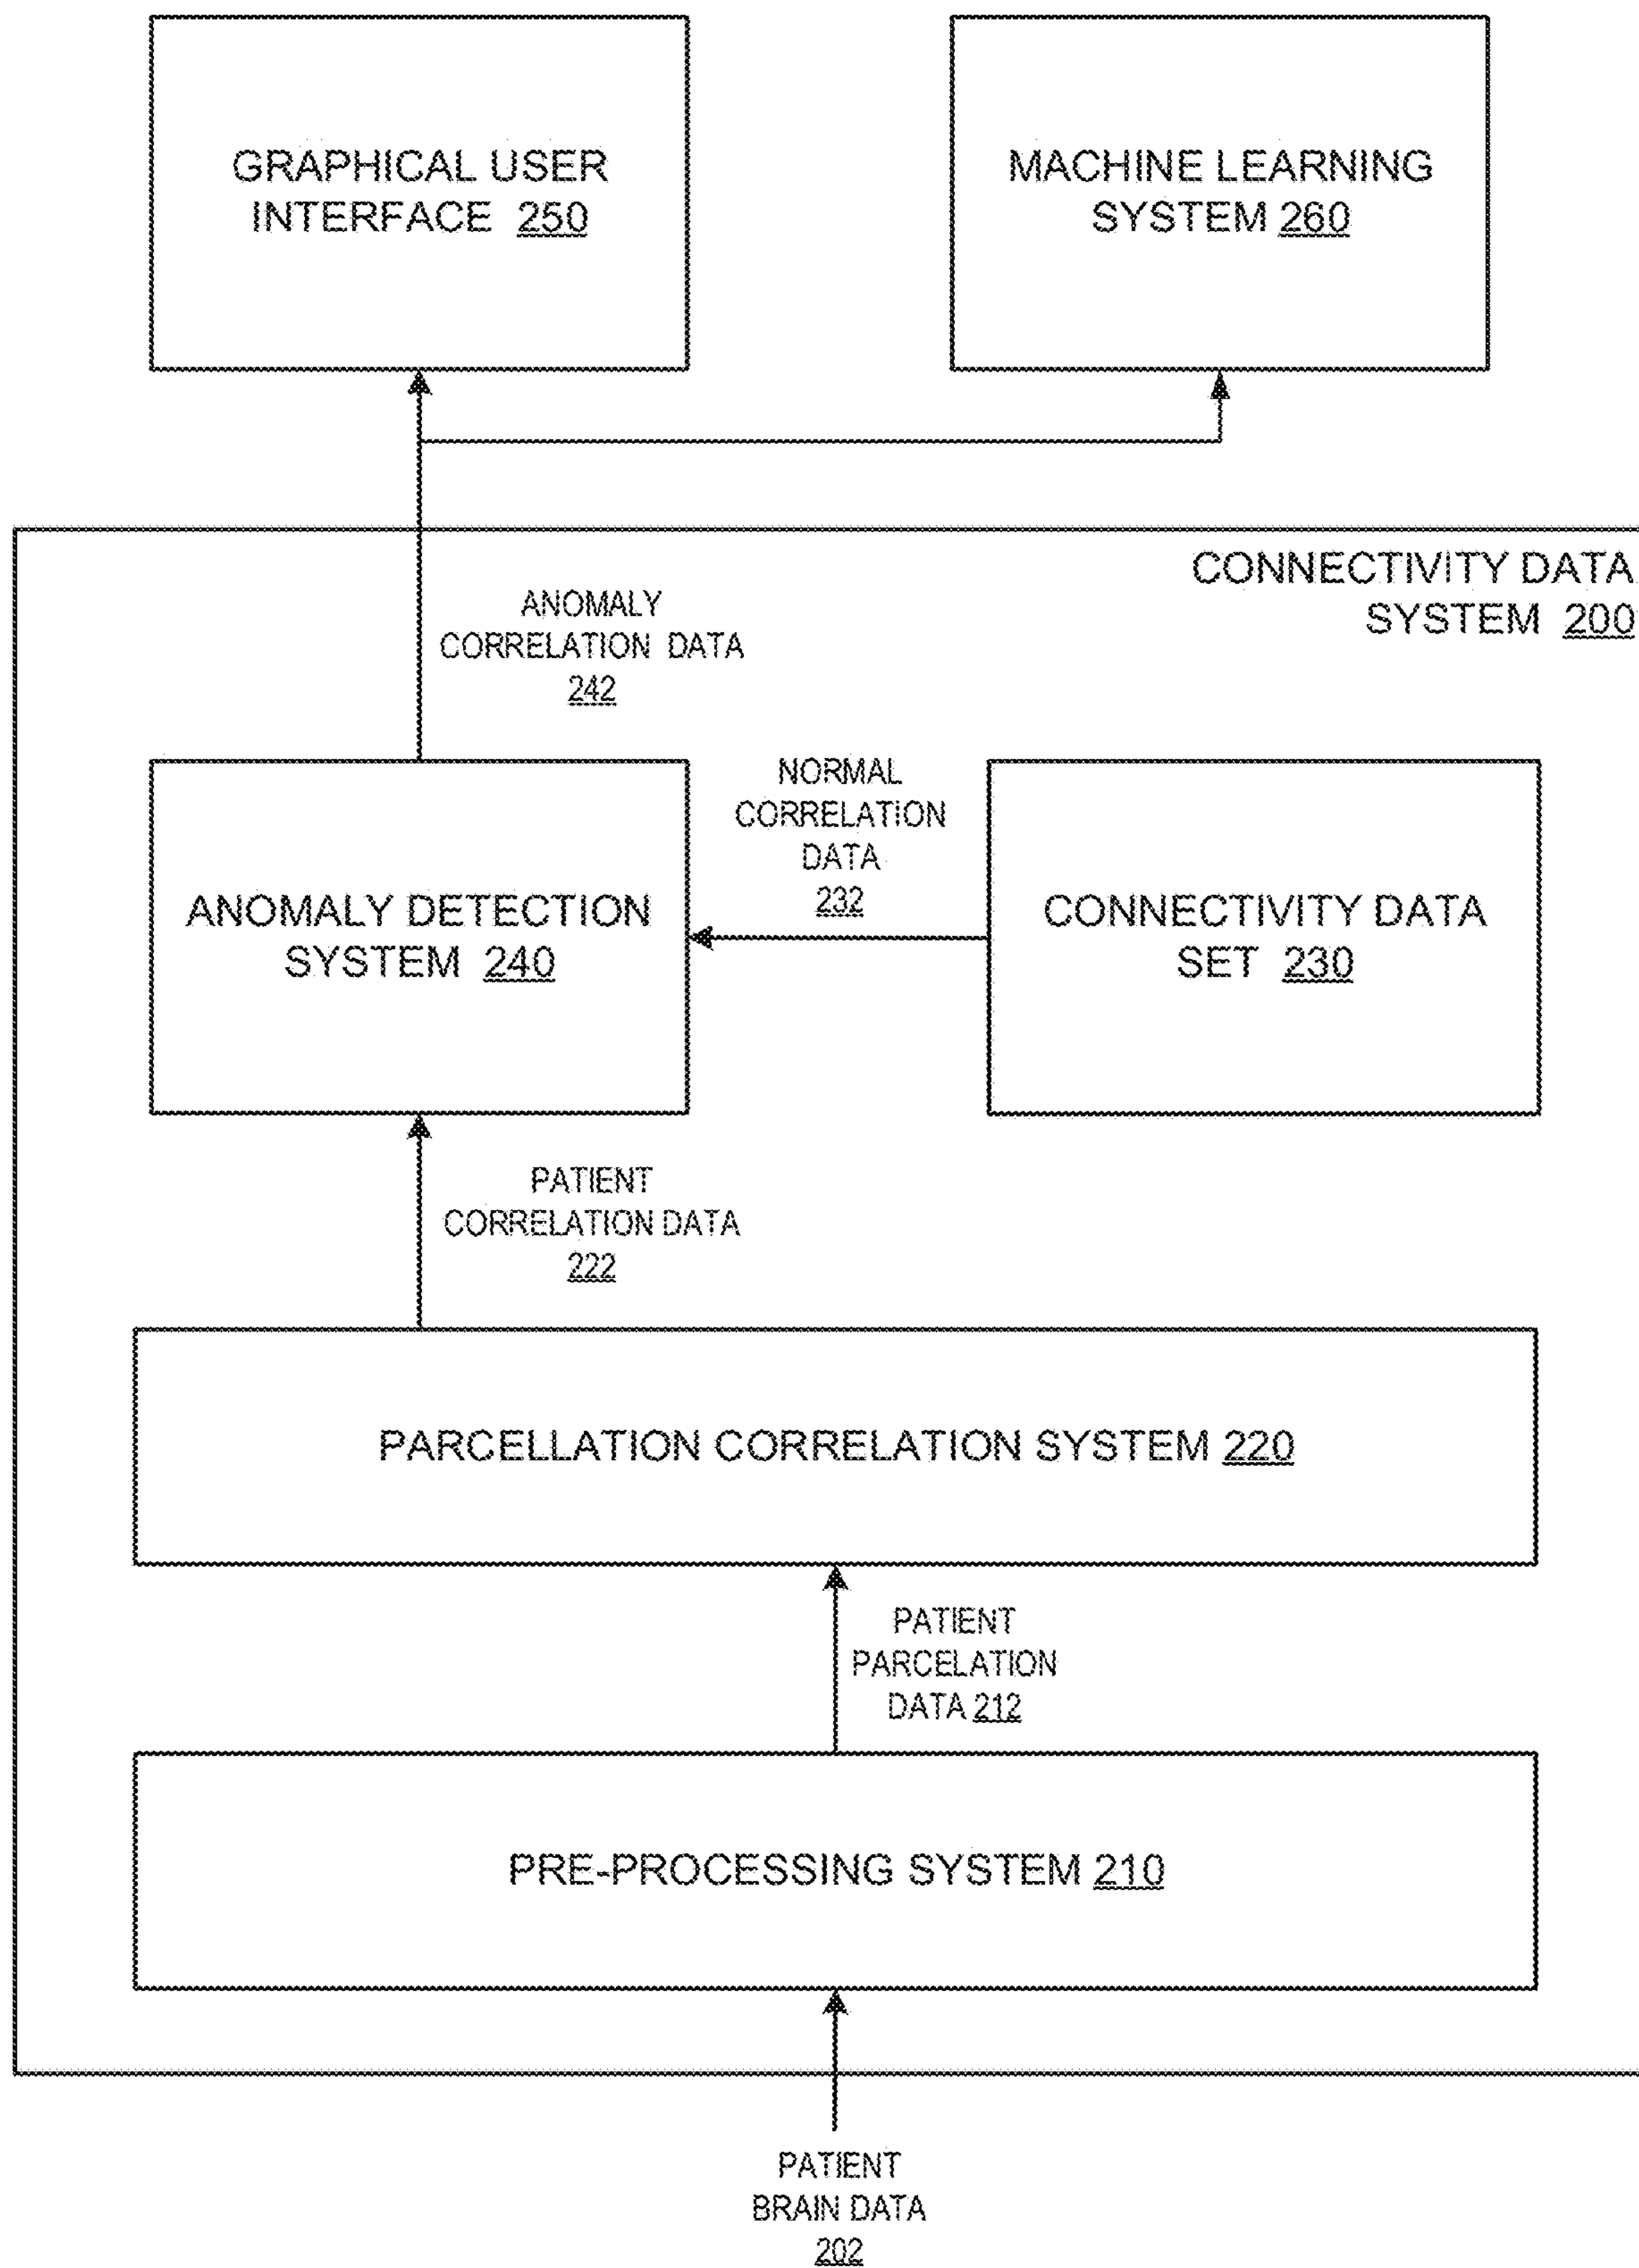 GRAPHICAL USER
INTERFACE 250
MACHINE LEARNING
SYSTEM 260
CONNECTIVITY DATA
SYSTEM 200
ANOMALY
CORRELATION DATA
242
NORMAL
CORRELATION
DATA
232
ANOMALY DETECTION
SYSTEM 240
CONNECTIVITY DATA
SET 230
PATIENT
CORRELATION DATA
222
PARCELLATION CORRELATION SYSTEM 220
PATIENT
PARCELATION
DATA 212
PRE-PROCESSING SYSTEM 210
PATIENT
BRAIN DATA
202